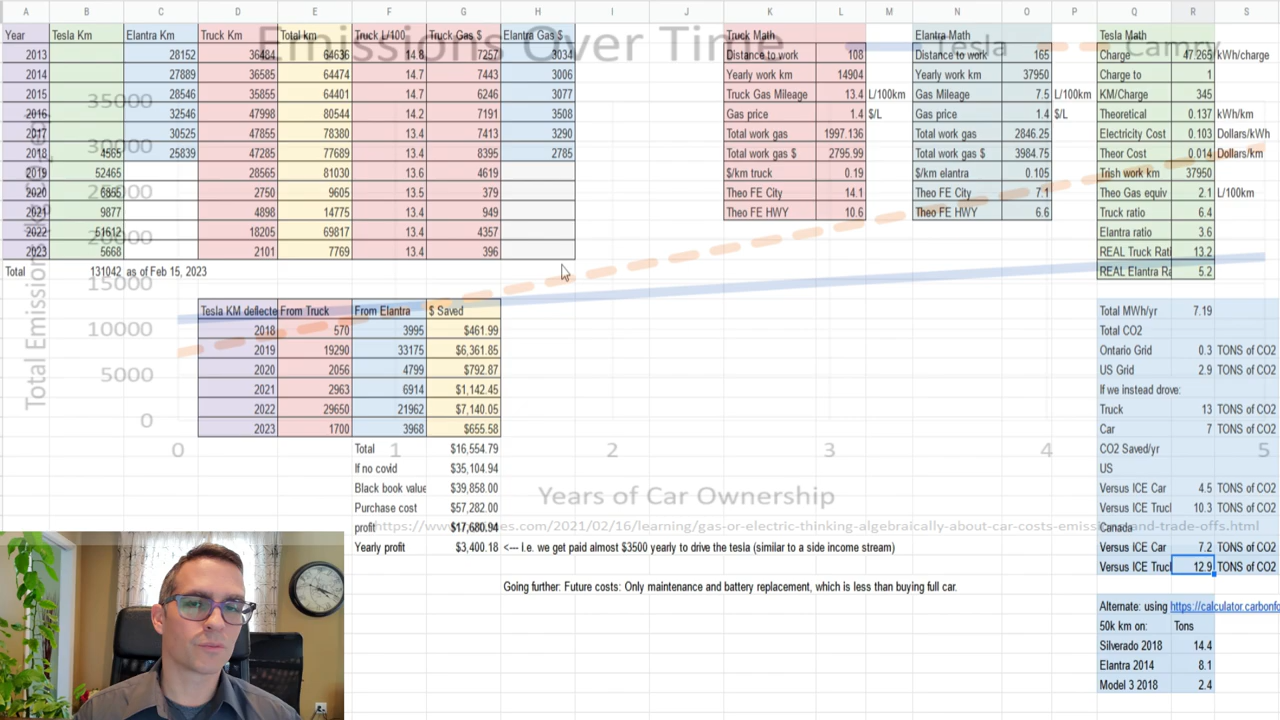 A B C D E F G H I J K L M N O P Q R S
Emissions Over Time
Tesla Camry
Year Tesla Km Elantra Km Truck Km Total km Truck L/100 Truck Gas $ Elantra Gas $
2013 28152 36484 64636 14.8 7257 3034
2014 27889 36585 64474 14.7 7443 3006
2015 28546 35855 64401 14.7 6246 3077
2016 32546 47998 80544 14.2 7191 3508
2017 30525 47855 78380 13.4 7413 3290
2018 4565 25839 47285 77689 13.4 8395 2785
2019 52465 28565 81030 13.6 4619
2020 6855 2750 9605 13.5 379
2021 9877 4898 14775 13.4 949
2022 51612 18205 69817 13.4 4357
2023 5668 2101 7769 13.4 396
Total 131042 as of Feb 15, 2023
Truck Math
Distance to work 108
Yearly work km 14904
Truck Gas Mileage 13.4 L/100km
Gas price 1.4 $/L
Total work gas 1997.136
Total work gas $ 2795.99
$/km truck 0.19
Theo FE City 14.1
Theo FE HWY 10.6
Elantra Math
Distance to work 165
Yearly work km 37950
Gas Mileage 7.5 L/100km
Gas price 1.4 $/L
Total work gas 2846.25
Total work gas $ 3984.75
$/km elantra 0.105
Theo FE City 7.1
Theo FE HWY 6.6
Tesla Math
Charge 47.265 kWh/charge
Charge to 1
KM/Charge 345
Theoretical 0.137 kWh/km
Electricity Cost 0.103 Dollars/kWh
Theor Cost 0.014 Dollars/km
Trish work km 37950
Theo Gas equiv 2.1 L/100km
Truck ratio 6.4
Elantra ratio 3.6
REAL Truck Rati 13.2
REAL Elantra Ra 5.2
Tesla KM deflecte From Truck From Elantra $ Saved
2018 570 3995 $461.99
2019 19290 33175 $6,361.85
2020 2056 4799 $792.87
2021 2963 6914 $1,142.45
2022 29650 21962 $7,140.05
2023 1700 3968 $655.58
Total $16,554.79
If no covid $35,104.94
Black book value $39,858.00
Purchase cost $57,282.00
profit $17,680.94
Yearly profit $3,400.18 <--- I.e. we get paid almost $3500 yearly to drive the tesla (similar to a side income stream)
Going further: Future costs: Only maintenance and battery replacement, which is less than buying full car.
Total MWh/yr 7.19
Total CO2
Ontario Grid 0.3 TONS of CO2
US Grid 2.9 TONS of CO2
If we instead drove:
Truck 13 TONS of CO2
Car 7 TONS of CO2
CO2 Saved/yr
US
Versus ICE Car 4.5 TONS of CO2
Versus ICE Trucl 10.3 TONS of CO2
Canada
Versus ICE Car 7.2 TONS of CO2
Versus ICE Truc 12.9 TONS of CO2
Alternate: using https://calculator.carbonfo
50k km on: Tons
Silverado 2018 14.4
Elantra 2014 8.1
Model 3 2018 2.4
Total Emissio
35000
15000
10000
5000
0
0 1 2 3 4 5
Years of Car Ownership